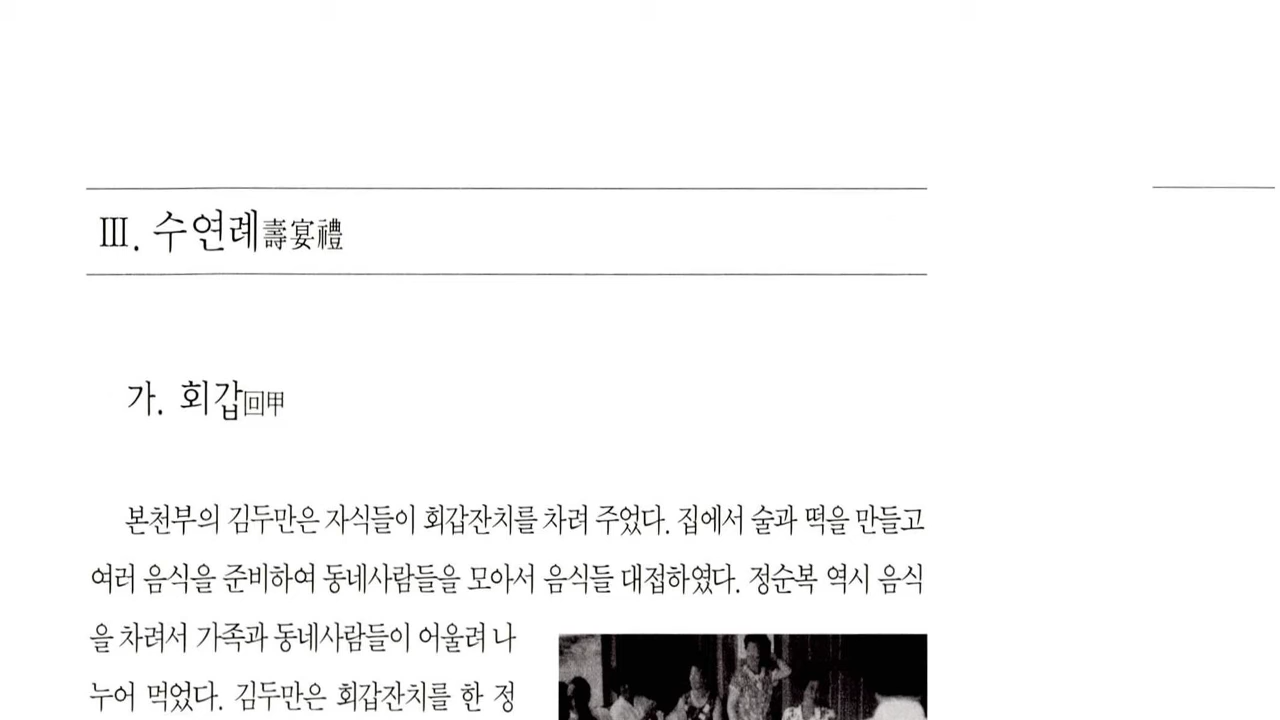 Ⅲ. 수연례壽宴禮
가. 회갑回甲
본천부의 김두만은 자식들이 회갑잔치를 차려 주었다. 집에서 술과 떡을 만들고
여러 음식을 준비하여 동네사람들을 모아서 음식들 대접하였다. 정순복 역시 음식
을 차려서 가족과 동네사람들이 어울려 나
누어 먹었다. 김두만은 회갑잔치를 한 정